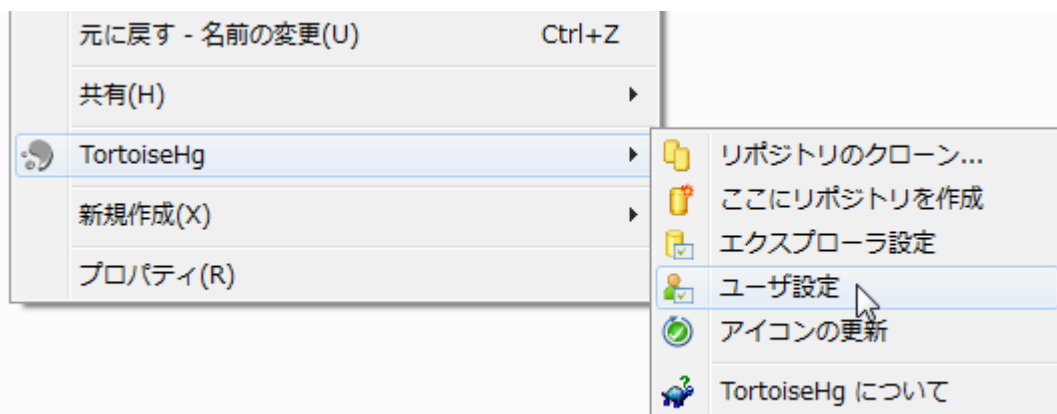 元に戻す - 名前の変更(U) Ctrl+Z
共有(H)
TortoiseHg
新規作成(X)
プロパティ(R)
リポジトリのクローン...
ここにリポジトリを作成
エクスプローラ設定
ユーザ設定
アイコンの更新
TortoiseHg について